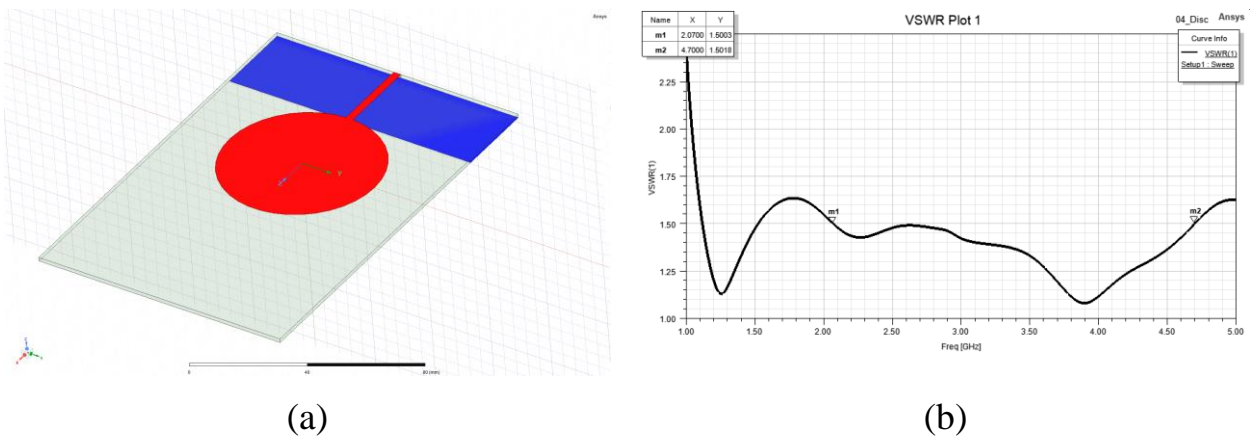 Ansys
0
40
80 (mm)
(a)
Name X Y
m1 2.0700 1.5003
m2 4.7000 1.5018
VSWR Plot 1
04_Disc
Ansys
Curve Info
VSWR(1)
Setup1 : Sweep
2.25
2.00
1.75
1.50
1.25
1.00
VSWR(1)
m1
m2
1.00 1.50 2.00 2.50 3.00 3.50 4.00 4.50 5.00
Freq [GHz]
(b)